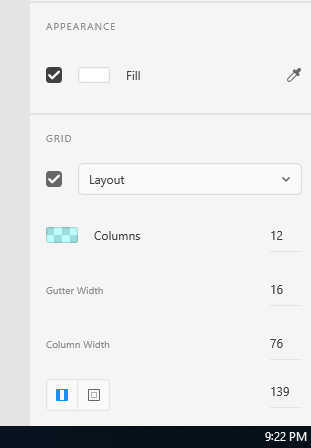 APPEARANCE
Fill
GRID
Layout
Columns 12
Gutter Width 16
Column Width 76
139
9:22 PM